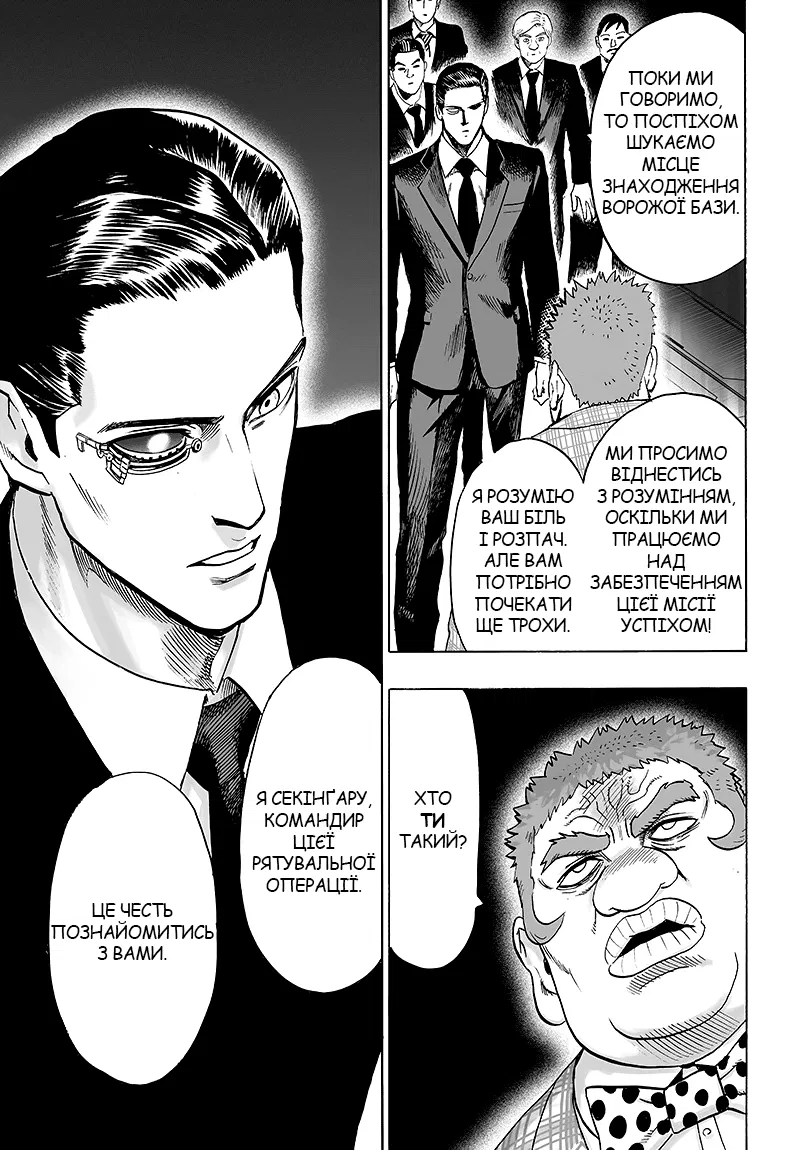 ПОКИ МИ
ГОВОРИМО,
ТО ПОСПІХОМ
ШУКАЄМО
МІСЦЕ
ЗНАХОДЖЕННЯ
ВОРОЖОЇ БАЗИ.
МИ ПРОСИМО
ВІДНЕСТИСЬ
З РОЗУМІННЯМ,
ОСКІЛЬКИ МИ
ПРАЦЮЄМО
НАД
ЗАБЕЗПЕЧЕННЯМ
ЦІЄЇ МІСІЇ
УСПІХОМ!
Я РОЗУМІЮ
ВАШ БІЛЬ
І РОЗПАЧ.
АЛЕ ВАМ
ПОТРІБНО
ПОЧЕКАТИ
ЩЕ ТРОХИ.
ХТО
ТИ
ТАКИЙ?
Я СЕКІНҐАРУ,
КОМАНДИР
ЦІЄЇ
РЯТУВАЛЬНОЇ
ОПЕРАЦІЇ.
ЦЕ ЧЕСТЬ
ПОЗНАЙОМИТИСЬ
З ВАМИ.